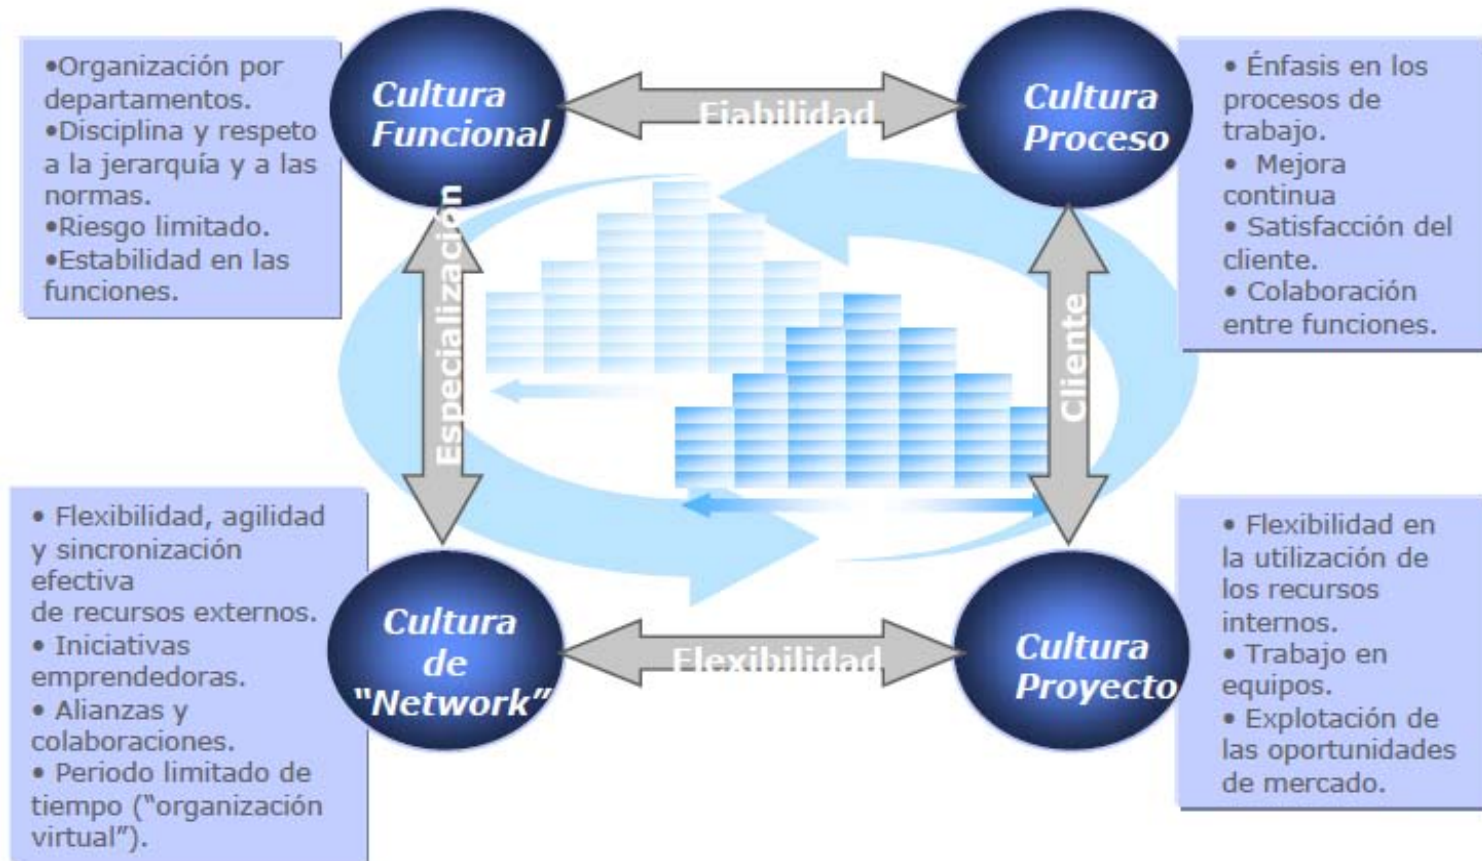 •Organización por
departamentos.
•Disciplina y respeto
a la jerarquía y a las
normas.
•Riesgo limitado.
•Estabilidad en las
funciones.
Cultura
Funcional
Fiabilidad
Cultura
Proceso
• Énfasis en los
procesos de
trabajo.
• Mejora
continua
• Satisfacción del
cliente.
• Colaboración
entre funciones.
Especialización
Cliente
• Flexibilidad, agilidad
y sincronización
efectiva
de recursos externos.
• Iniciativas
emprendedoras.
• Alianzas y
colaboraciones.
• Periodo limitado de
tiempo (“organización
virtual”).
Cultura
de
“Network”
Flexibilidad
Cultura
Proyecto
• Flexibilidad en
la utilización de
los recursos
internos.
• Trabajo en
equipos.
• Explotación de
las oportunidades
de mercado.